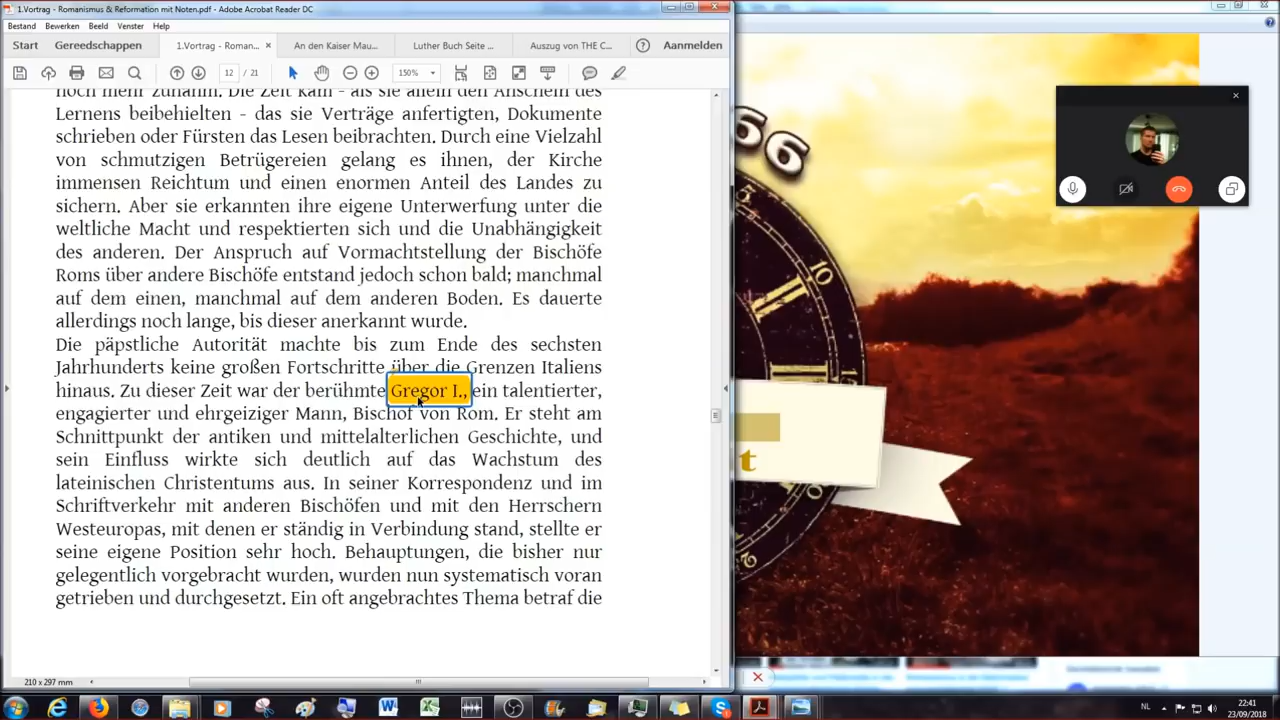 1.Vortrag - Romanismus & Reformation mit Noten.pdf - Adobe Acrobat Reader DC
Bestand Bewerken Beeld Venster Help
Start Gereedschappen 1.Vortrag - Roman... × An den Kaiser Mau... Luther Buch Seite ... Auszug von THE C... Aanmelden
12 / 21 150%
noch mehr zunahm. Die Zeit kam - als sie allein den Anschein des
Lernens beibehielten - das sie Verträge anfertigten, Dokumente
schrieben oder Fürsten das Lesen beibrachten. Durch eine Vielzahl
von schmutzigen Betrügereien gelang es ihnen, der Kirche
immensen Reichtum und einen enormen Anteil des Landes zu
sichern. Aber sie erkannten ihre eigene Unterwerfung unter die
weltliche Macht und respektierten sich und die Unabhängigkeit
des anderen. Der Anspruch auf Vormachtstellung der Bischöfe
Roms über andere Bischöfe entstand jedoch schon bald; manchmal
auf dem einen, manchmal auf dem anderen Boden. Es dauerte
allerdings noch lange, bis dieser anerkannt wurde.
Die päpstliche Autorität machte bis zum Ende des sechsten
Jahrhunderts keine großen Fortschritte über die Grenzen Italiens
hinaus. Zu dieser Zeit war der berühmte Gregor I., ein talentierter,
engagierter und ehrgeiziger Mann, Bischof von Rom. Er steht am
Schnittpunkt der antiken und mittelalterlichen Geschichte, und
sein Einfluss wirkte sich deutlich auf das Wachstum des
lateinischen Christentums aus. In seiner Korrespondenz und im
Schriftverkehr mit anderen Bischöfen und mit den Herrschern
Westeuropas, mit denen er ständig in Verbindung stand, stellte er
seine eigene Position sehr hoch. Behauptungen, die bisher nur
gelegentlich vorgebracht wurden, wurden nun systematisch voran
getrieben und durchgesetzt. Ein oft angebrachtes Thema betraf die
210 x 297 mm
66
5
10
t
NL
22:41
23/09/2018